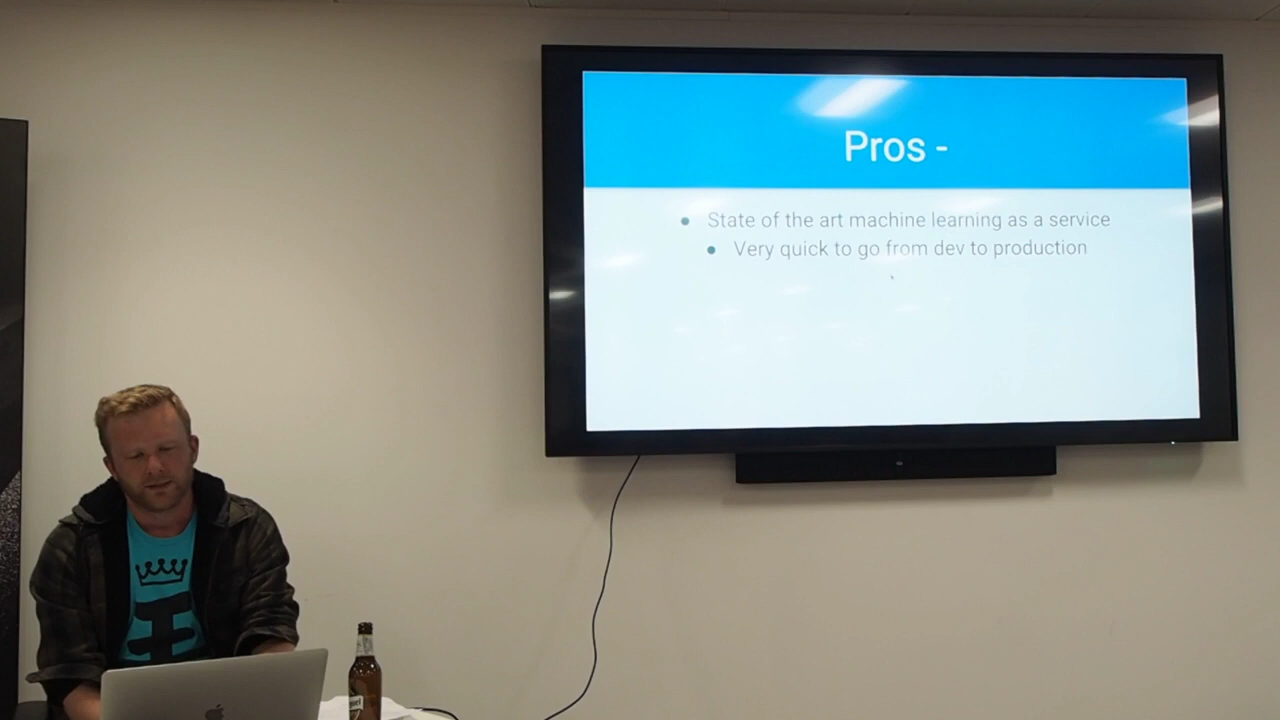 Pros -
● State of the art machine learning as a service
● Very quick to go from dev to production